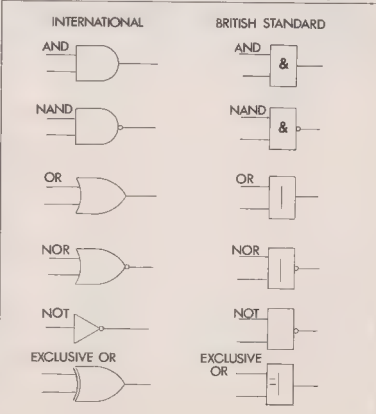 INTERNATIONAL
BRITISH STANDARD
AND
AND
&
NAND
NAND
&
OR
OR
|
NOR
NOR
|
NOT
NOT
EXCLUSIVE OR
EXCLUSIVE
OR
=|